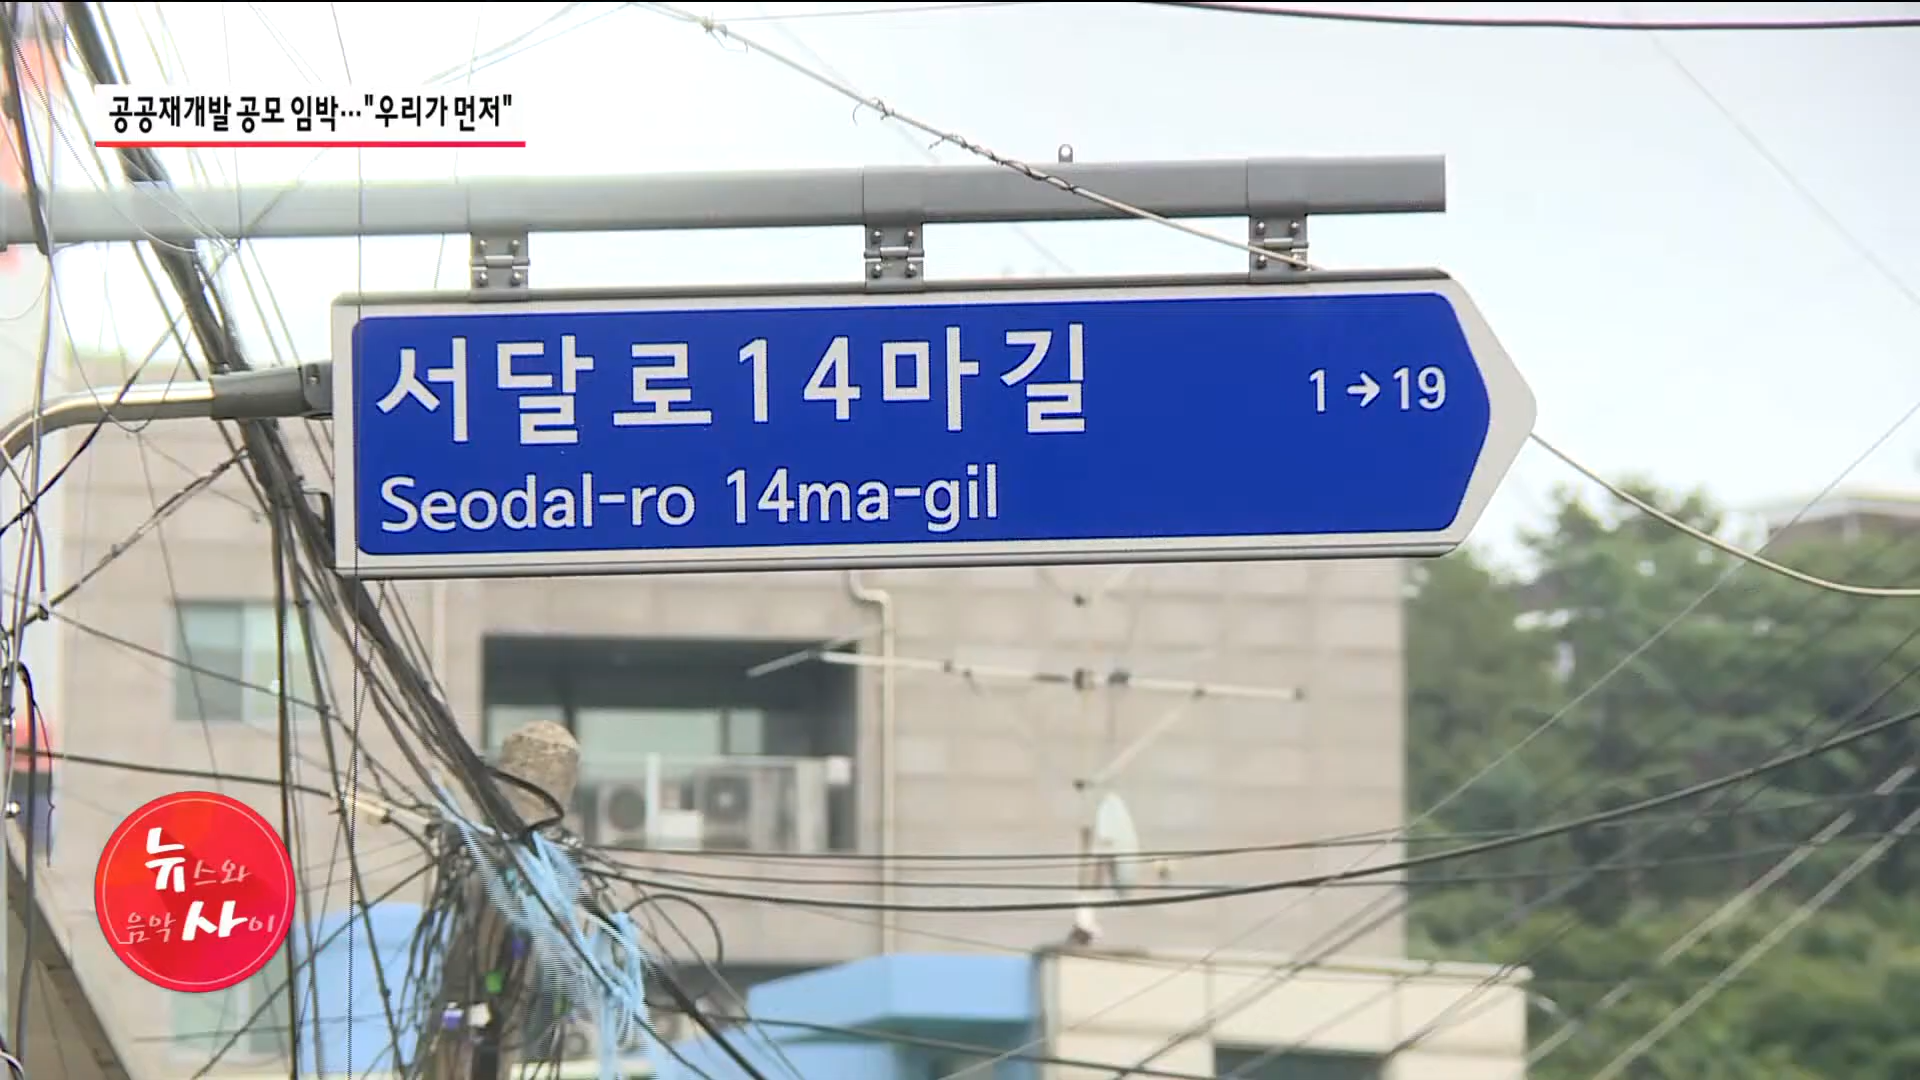 공공재개발 공모 임박…"우리가 먼저"
서달로14마길 1→19
Seodal-ro 14ma-gil
뉴스와
음악 사이